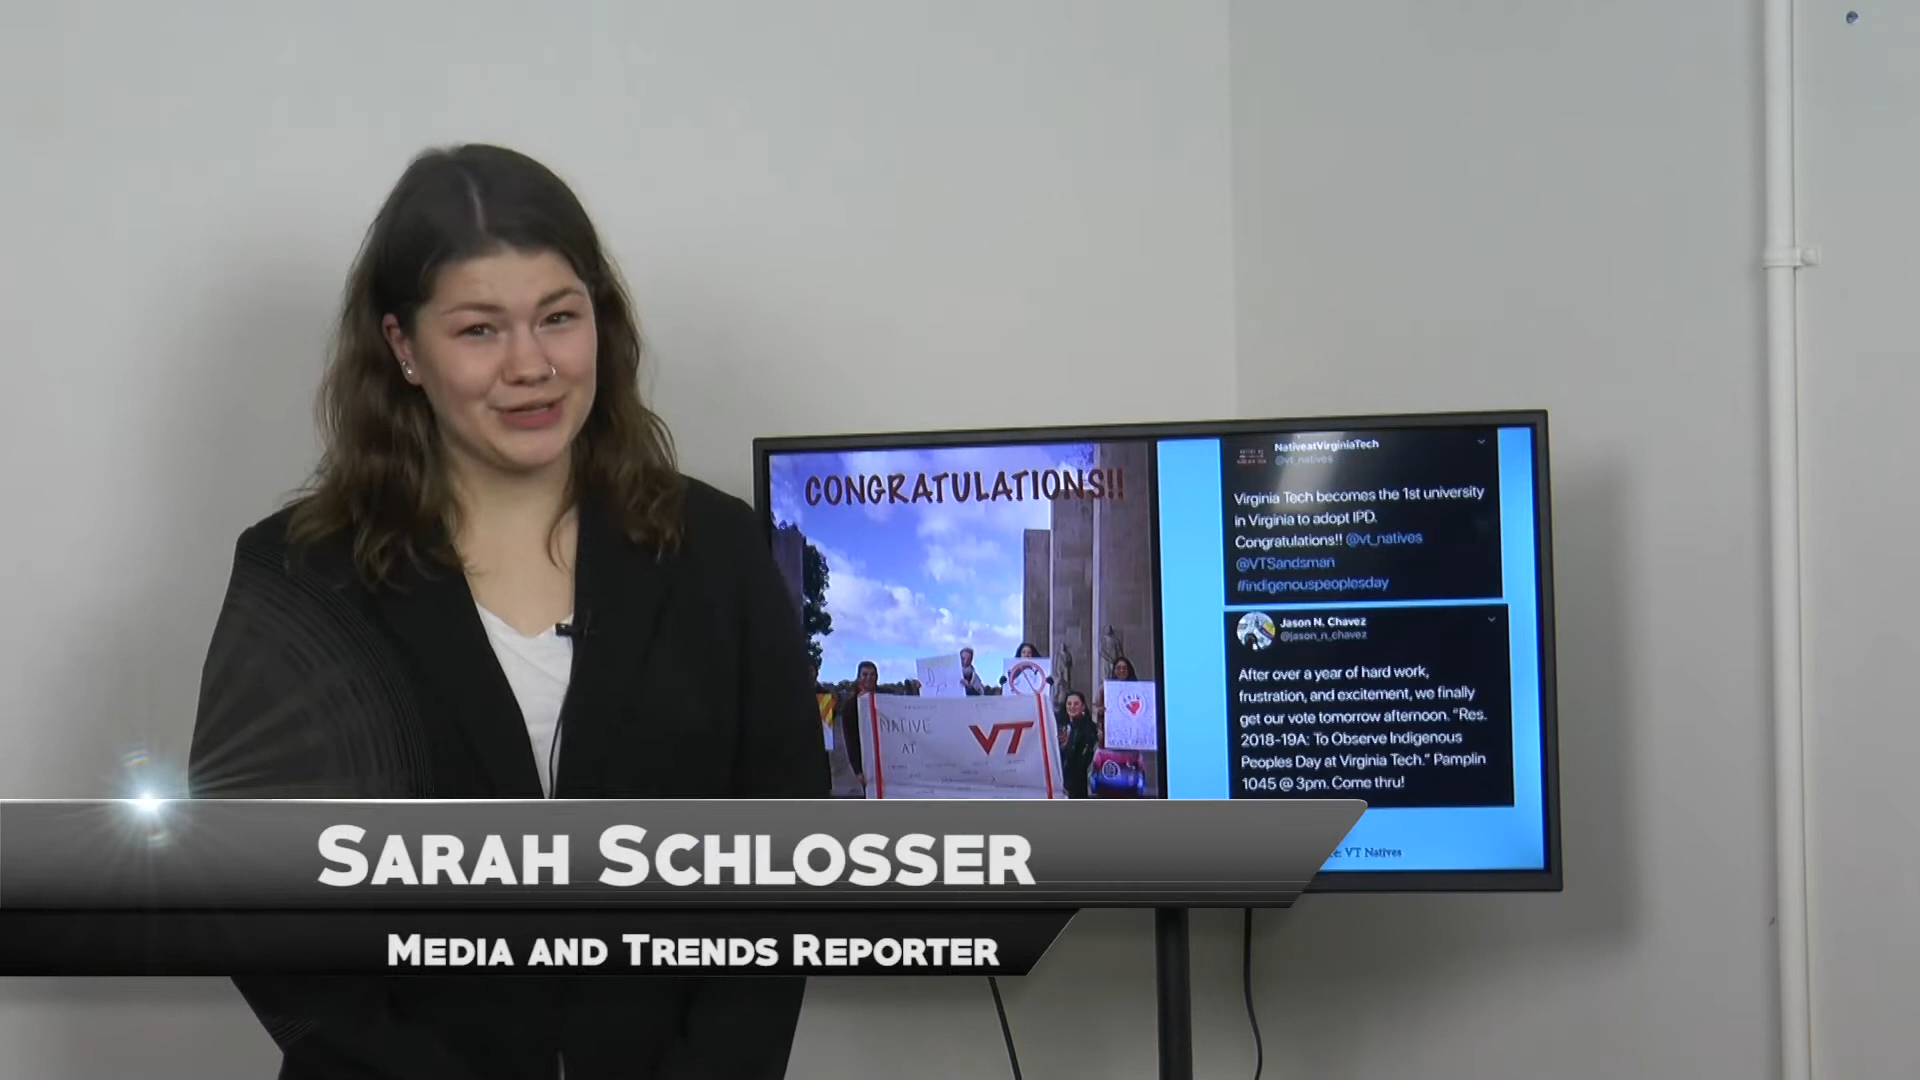 CONGRATULATIONS!!
NATIVE
AT
VT
NativeatVirginiaTech
@vt_natives
Virginia Tech becomes the 1st university
in Virginia to adopt IPD.
Congratulations!! @vt_natives
@VTSandsman
#indigenouspeoplesday
Jason N. Chavez
@jason_n_chavez
After over a year of hard work,
frustration, and excitement, we finally
get our vote tomorrow afternoon. "Res.
2018-19A: To Observe Indigenous
Peoples Day at Virginia Tech." Pamplin
1045 @ 3pm. Come thru!
VT Natives
SARAH SCHLOSSER
MEDIA AND TRENDS REPORTER